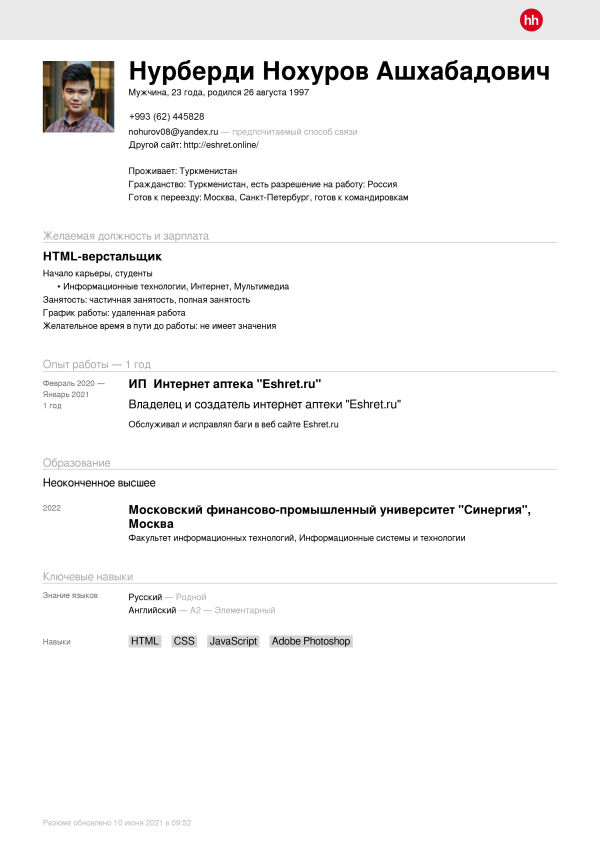 hh
Нурберди Нохуров Ашхабадович
Мужчина, 23 года, родился 26 августа 1997
+993 (62) 445828
nohurov08@yandex.ru — предпочитаемый способ связи
Другой сайт: http://eshret.online/
Проживает: Туркменистан
Гражданство: Туркменистан, есть разрешение на работу: Россия
Готов к переезду: Москва, Санкт-Петербург, готов к командировкам
Желаемая должность и зарплата
HTML-верстальщик
Начало карьеры, студенты
• Информационные технологии, Интернет, Мультимедиа
Занятость: частичная занятость, полная занятость
График работы: удаленная работа
Желательное время в пути до работы: не имеет значения
Опыт работы — 1 год
Февраль 2020 —
Январь 2021
1 год
ИП Интернет аптека "Eshret.ru"
Владелец и создатель интернет аптеки "Eshret.ru"
Обслуживал и исправлял баги в веб сайте Eshret.ru
Образование
Неоконченное высшее
2022
Московский финансово-промышленный университет "Синергия",
Москва
Факультет информационных технологий, Информационные системы и технологии
Ключевые навыки
Знание языков
Русский — Родной
Английский — A2 — Элементарный
Навыки
HTML CSS JavaScript Adobe Photoshop
Резюме обновлено 10 июня 2021 в 09:52